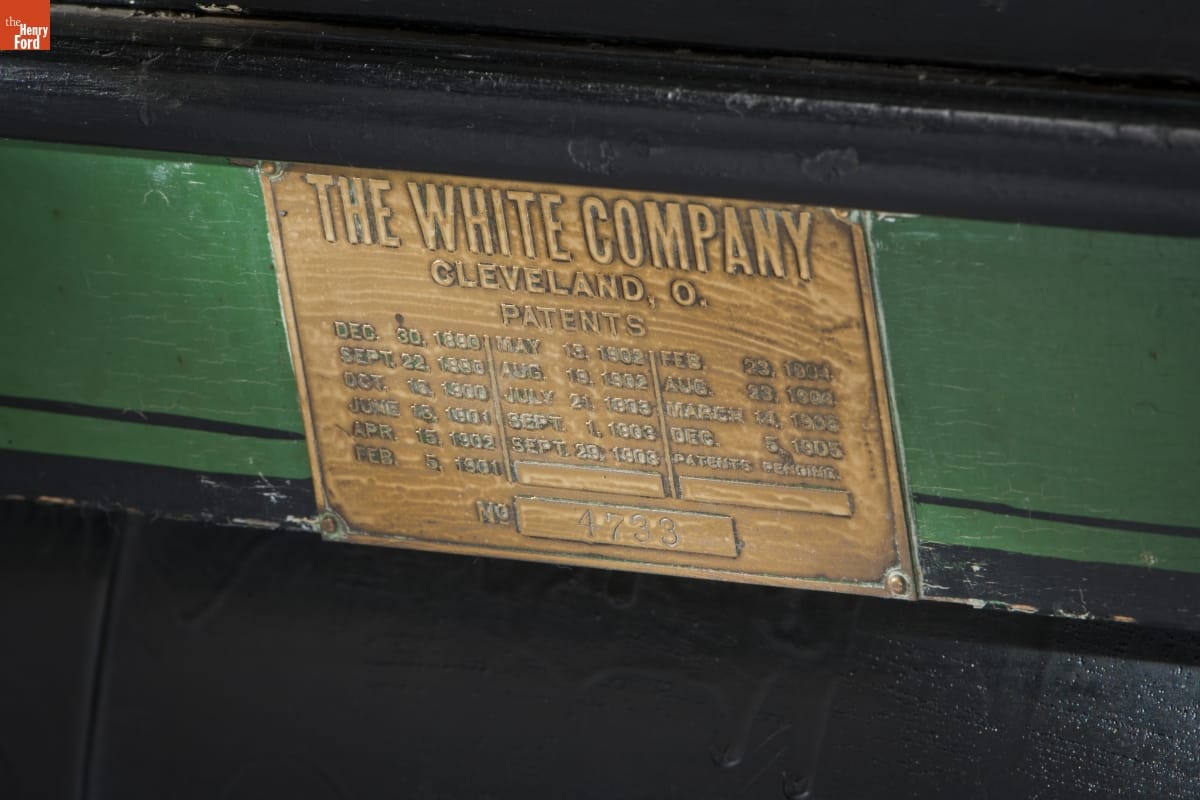 the
Henry
Ford
THE WHITE COMPANY
CLEVELAND, O.
PATENTS
DEC. 30, 1890
SEPT. 22, 1890
OCT. 16, 1900
JUNE 18, 1901
APR. 15, 1902
FEB. 5, 1901
MAY 13, 1902
AUG. 19, 1902
JULY 21, 1903
SEPT. 1, 1903
SEPT. 29, 1903
FEB. 23, 1904
AUG. 23, 1904
MARCH 14, 1905
DEC. 5, 1905
PATENTS PENDING.
No 4733